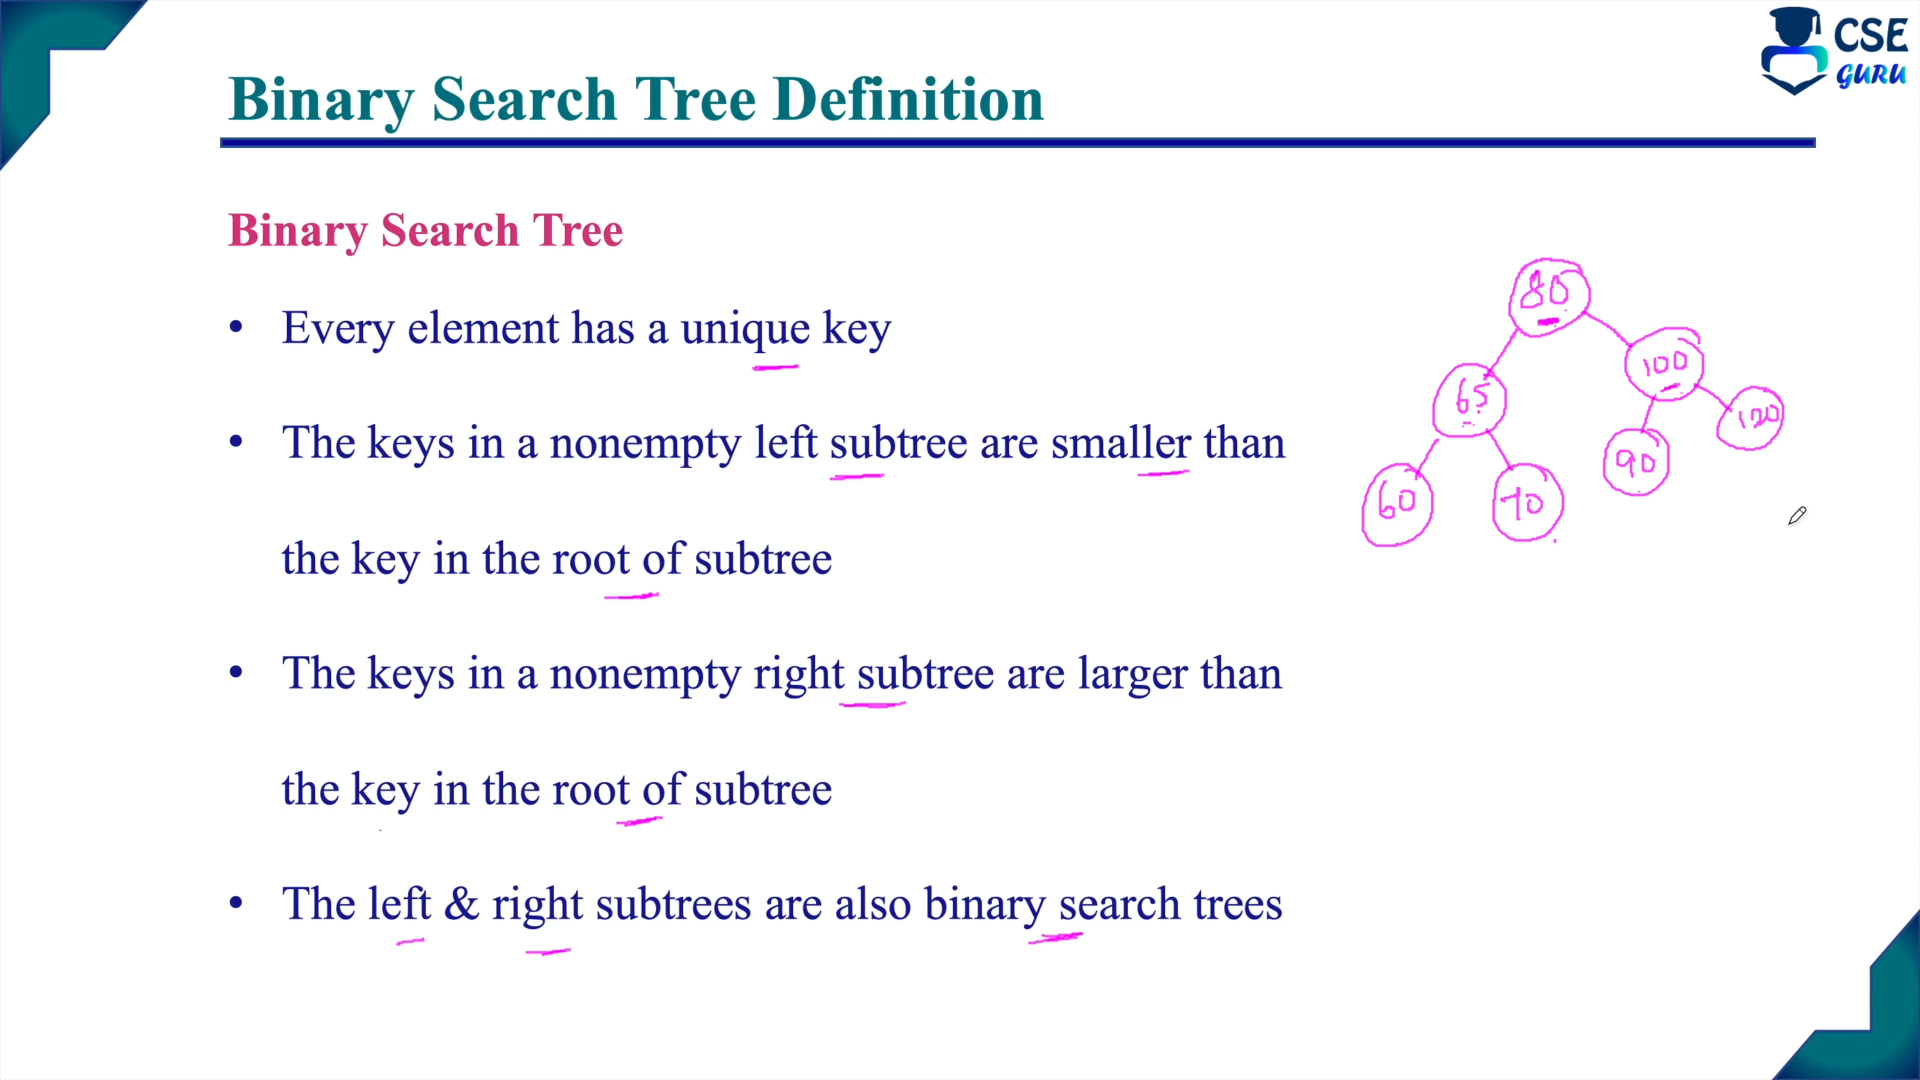 CSE
GURU
Binary Search Tree Definition
Binary Search Tree
• Every element has a unique key
• The keys in a nonempty left subtree are smaller than
the key in the root of subtree
• The keys in a nonempty right subtree are larger than
the key in the root of subtree
• The left & right subtrees are also binary search trees
80
65 100
60 70 90 120